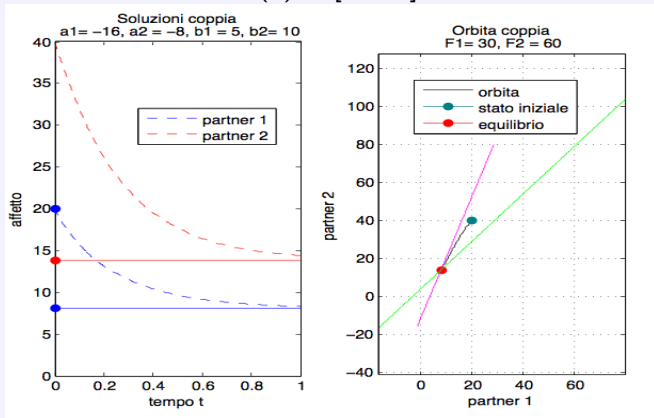 Soluzioni coppia
a1= −16, a2 = −8, b1 = 5, b2= 10
40
35
30
25
20
15
10
5
0
affetto
0
0.2
0.4
0.6
0.8
1
tempo t
partner 1
partner 2
Orbita coppia
F1= 30, F2 = 60
120
100
80
60
40
20
0
−20
−40
partner 2
0
20
40
60
partner 1
orbita
stato iniziale
equilibrio